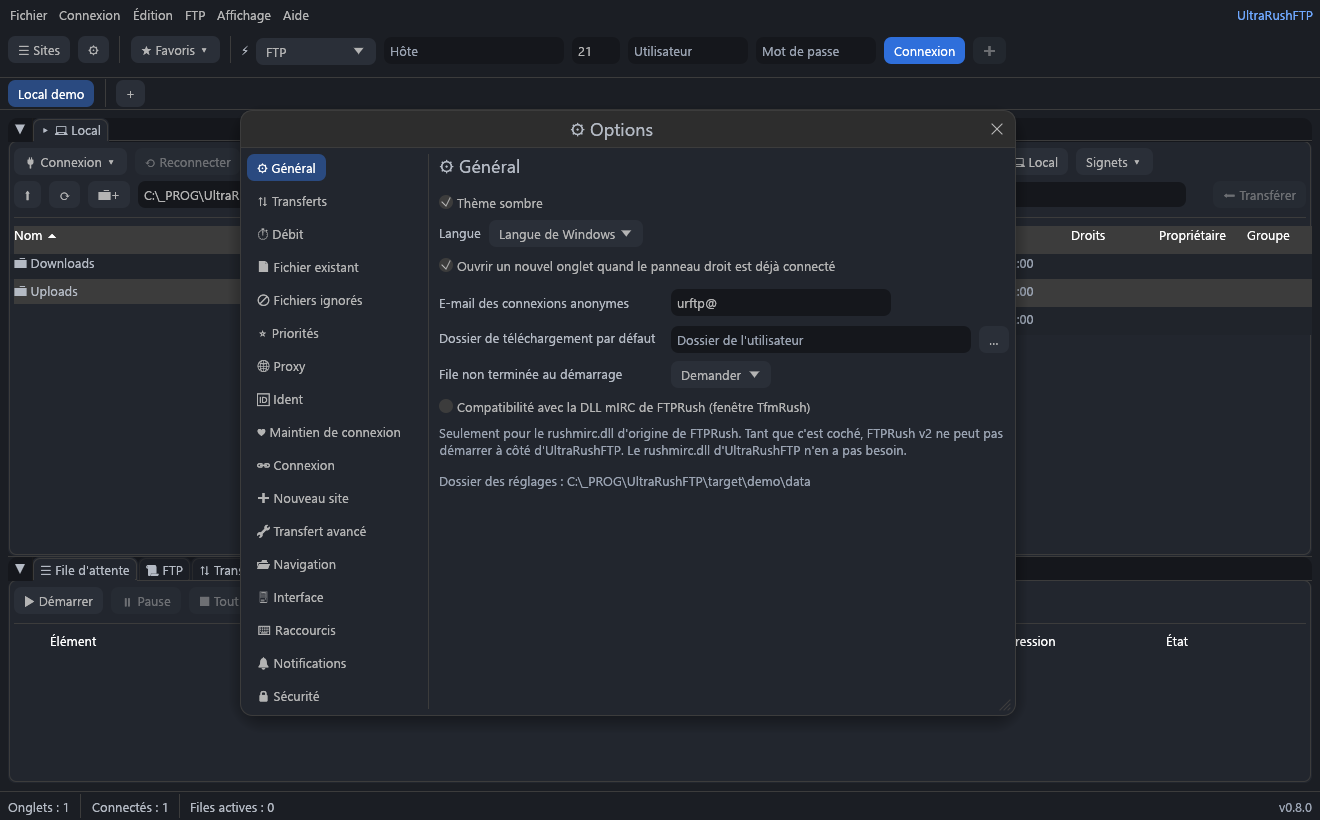 Fichier Connexion Édition FTP Affichage Aide UltraRushFTP
Sites Favoris FTP Hôte 21 Utilisateur Mot de passe Connexion +
Local demo +
Local
Options
Connexion Reconnecter Local Signets
C:\_PROG\UltraR Transférer
Nom Droits Propriétaire Groupe
Downloads :00
Uploads :00
:00
Général
Transferts
Débit
Fichier existant
Fichiers ignorés
Priorités
Proxy
Ident
Maintien de connexion
Connexion
Nouveau site
Transfert avancé
Navigation
Interface
Raccourcis
Notifications
Sécurité
Général
Thème sombre
Langue Langue de Windows
Ouvrir un nouvel onglet quand le panneau droit est déjà connecté
E-mail des connexions anonymes urftp@
Dossier de téléchargement par défaut Dossier de l'utilisateur ...
File non terminée au démarrage Demander
Compatibilité avec la DLL mIRC de FTPRush (fenêtre TfmRush)
Seulement pour le rushmirc.dll d'origine de FTPRush. Tant que c'est coché, FTPRush v2 ne peut pas
démarrer à côté d'UltraRushFTP. Le rushmirc.dll d'UltraRushFTP n'en a pas besoin.
Dossier des réglages : C:\_PROG\UltraRushFTP\target\demo\data
File d'attente FTP Trans
Démarrer Pause Tout
Élément ression État
Onglets : 1 Connectés : 1 Files actives : 0 v0.8.0